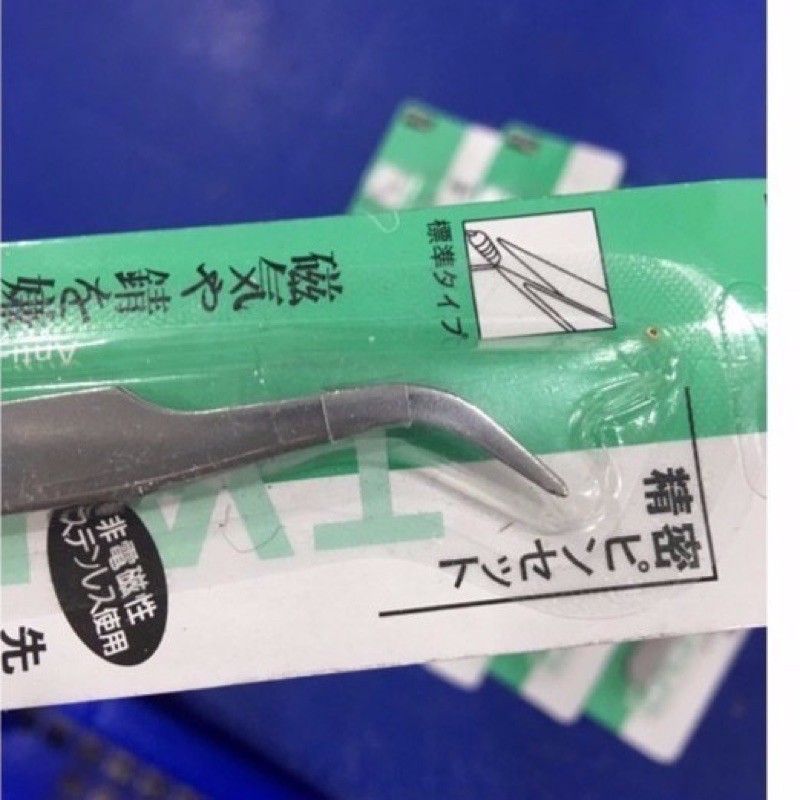 精密ピンセット
標準タイプ
磁気や錆を嫌
TW
非電磁性
ステンレス使用
先